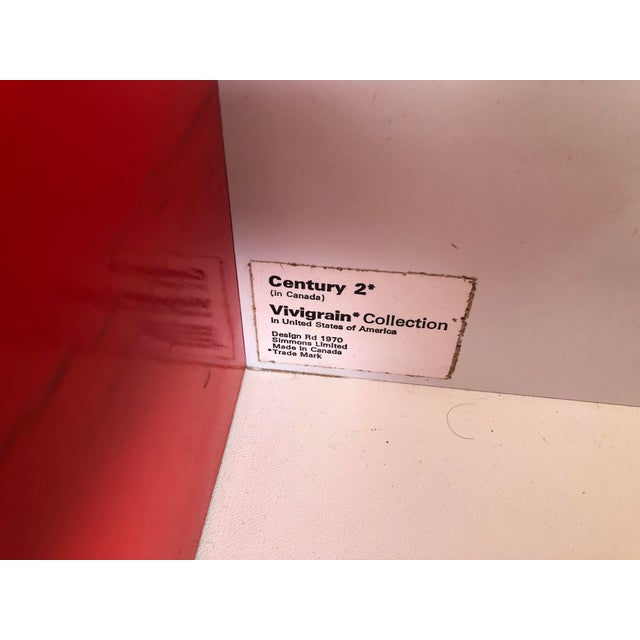 Century 2*
(in Canada)
Vivigrain* Collection
In United States of America
Design Rd 1970
Simmons Limited
Made in Canada
*Trade Mark